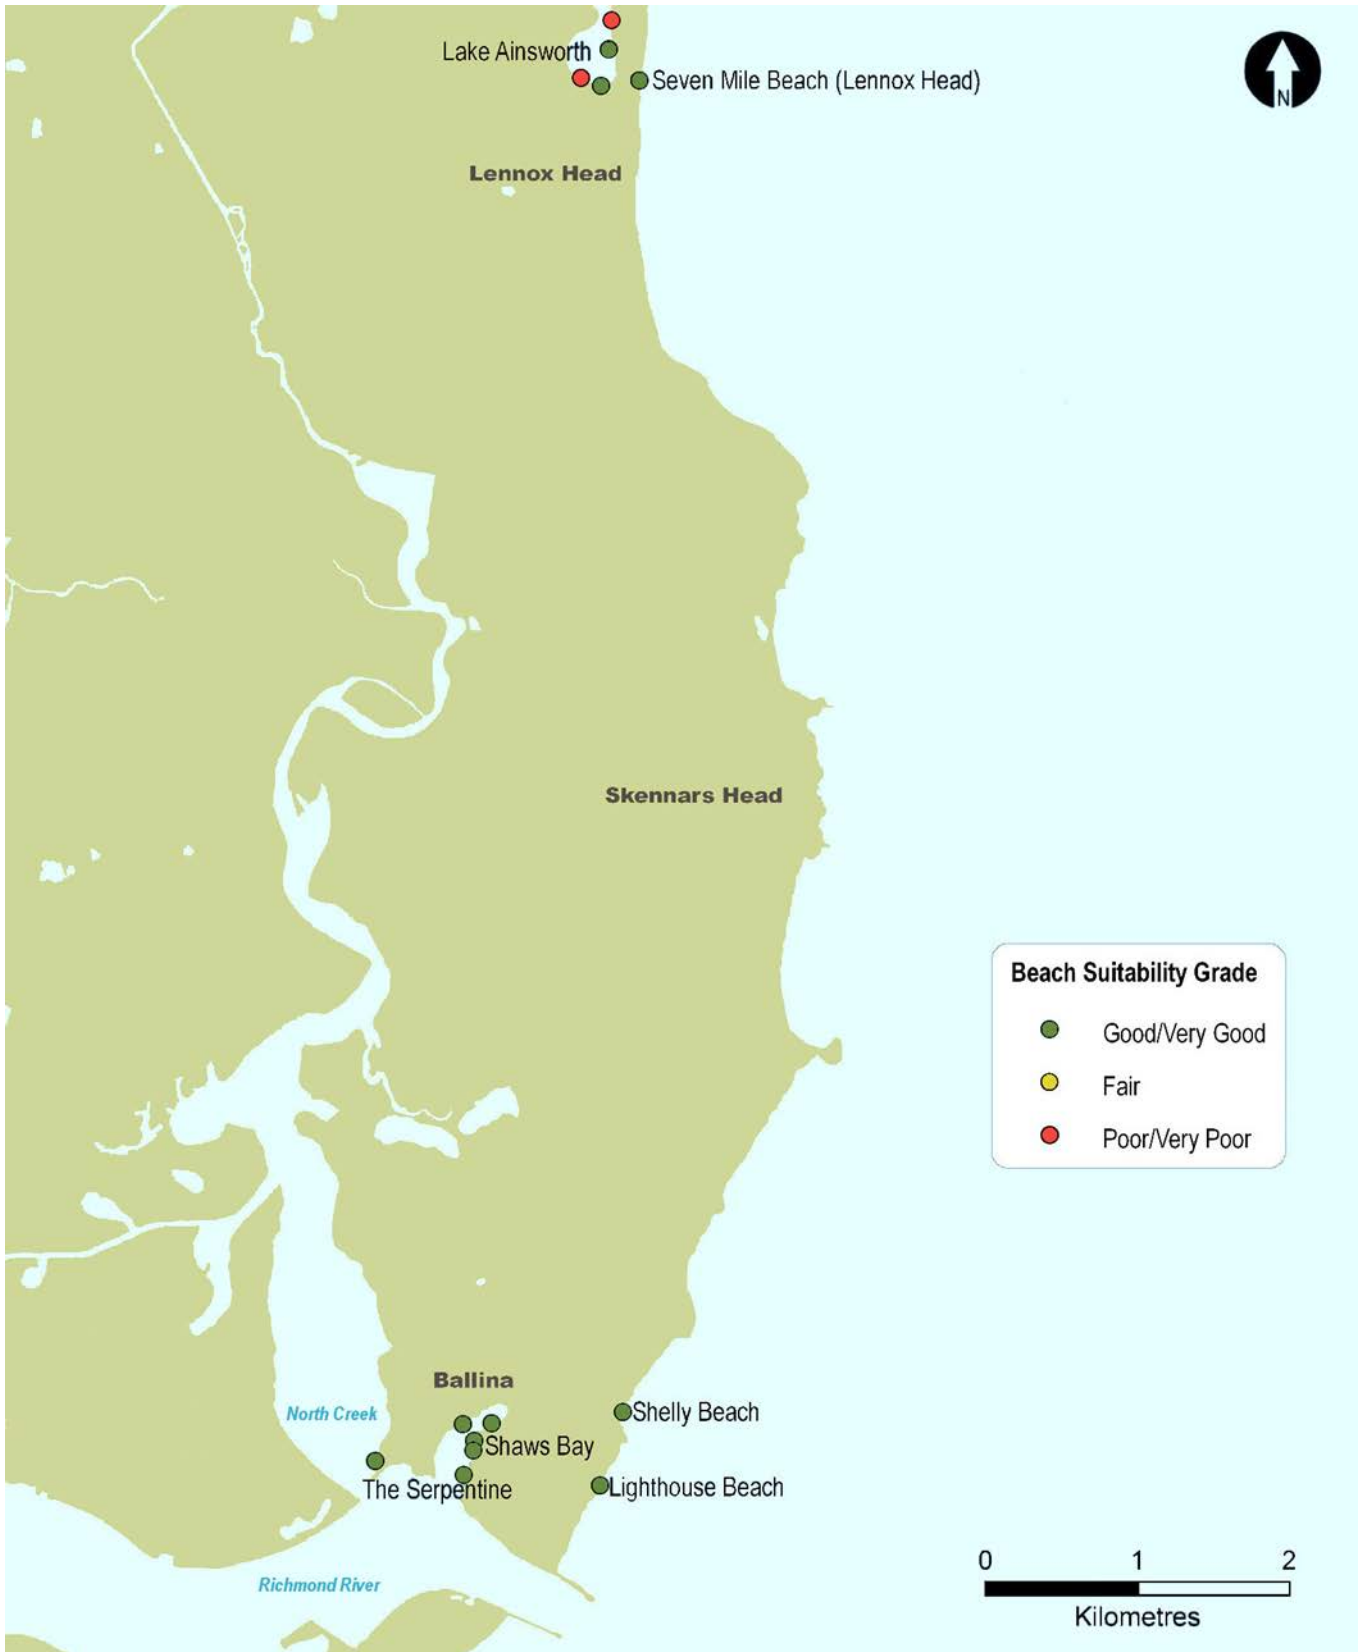 Lake Ainsworth
Seven Mile Beach (Lennox Head)
N
Lennox Head
Skennars Head
Beach Suitability Grade
Good/Very Good
Fair
Poor/Very Poor
Ballina
North Creek
Shelly Beach
Shaws Bay
The Serpentine
Lighthouse Beach
Richmond River
0 1 2
Kilometres